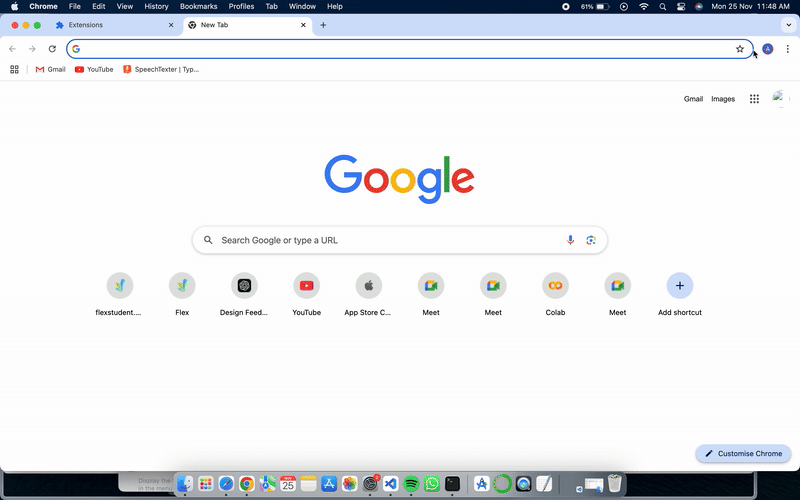 Chrome File Edit View History Bookmarks Profiles Tab Window Help 61% Mon 25 Nov 11:48 AM
Extensions New Tab
A
Gmail YouTube SpeechTexter | Typ...
Gmail Images
Google
Search Google or type a URL
flexstudent.... Flex Design Feed... YouTube App Store C... Meet Meet Colab Meet Add shortcut
Customise Chrome
Display the
in the menu
NOV
25